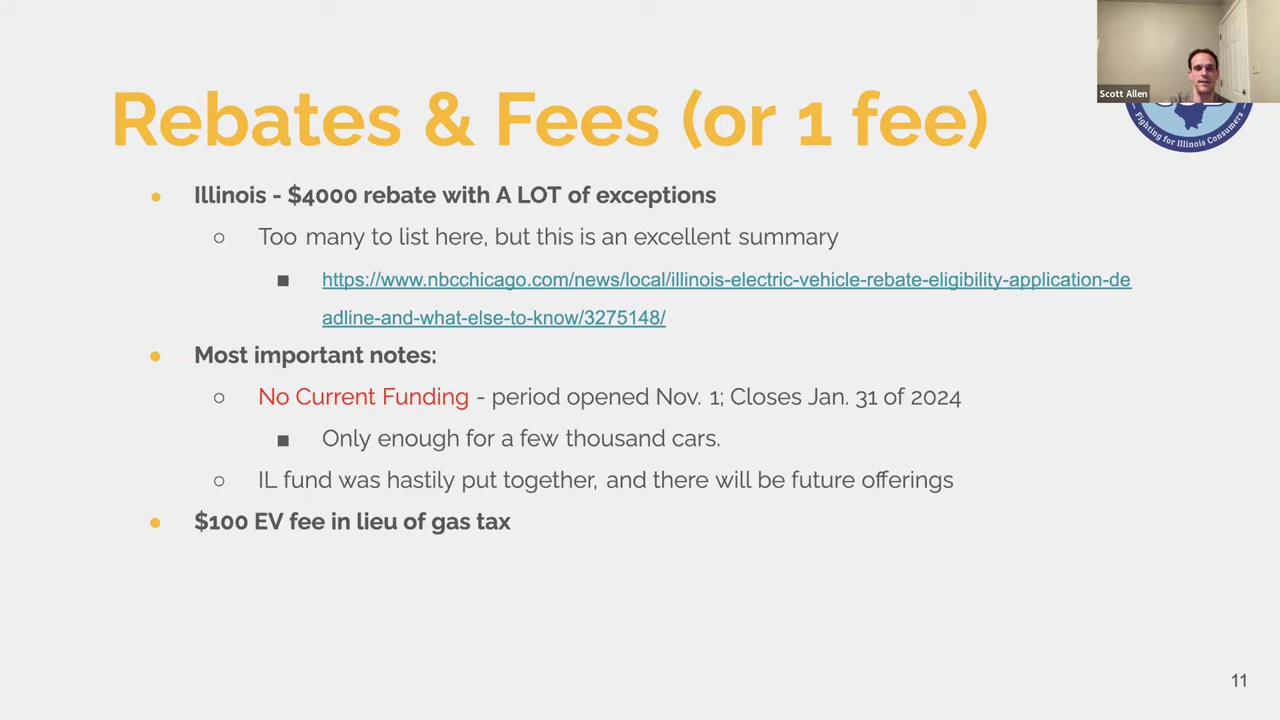 Scott Allen
Fighting for Illinois Consumers
Rebates & Fees (or 1 fee)
● Illinois - $4000 rebate with A LOT of exceptions
○ Too many to list here, but this is an excellent summary
■ https://www.nbcchicago.com/news/local/illinois-electric-vehicle-rebate-eligibility-application-de
adline-and-what-else-to-know/3275148/
● Most important notes:
○ No Current Funding - period opened Nov. 1; Closes Jan. 31 of 2024
■ Only enough for a few thousand cars.
○ IL fund was hastily put together, and there will be future offerings
● $100 EV fee in lieu of gas tax
11